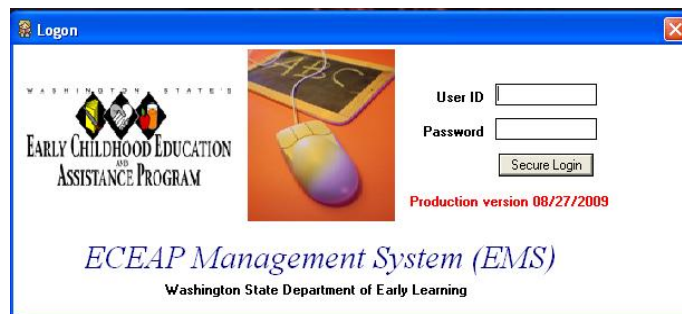 Logon
WASHINGTON STATE'S
EARLY CHILDHOOD EDUCATION
AND
ASSISTANCE PROGRAM
ABC
User ID
Password
Secure Login
Production version 08/27/2009
ECEAP Management System (EMS)
Washington State Department of Early Learning